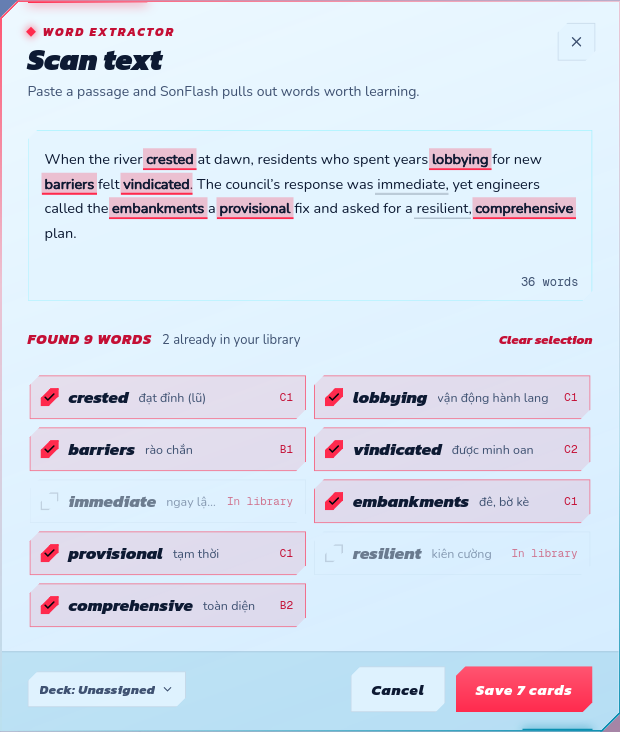 WORD EXTRACTOR
Scan text
Paste a passage and SonFlash pulls out words worth learning.
When the river crested at dawn, residents who spent years lobbying for new
barriers felt vindicated. The council's response was immediate, yet engineers
called the embankments a provisional fix and asked for a resilient, comprehensive
plan.
36 words
FOUND 9 WORDS 2 already in your library Clear selection
crested đạt đỉnh (lũ) C1
lobbying vận động hành lang C1
barriers rào chắn B1
vindicated được minh oan C2
immediate ngay lậ... In library
embankments đê, bờ kè C1
provisional tạm thời C1
resilient kiên cường In library
comprehensive toàn diện B2
Deck: Unassigned
Cancel
Save 7 cards